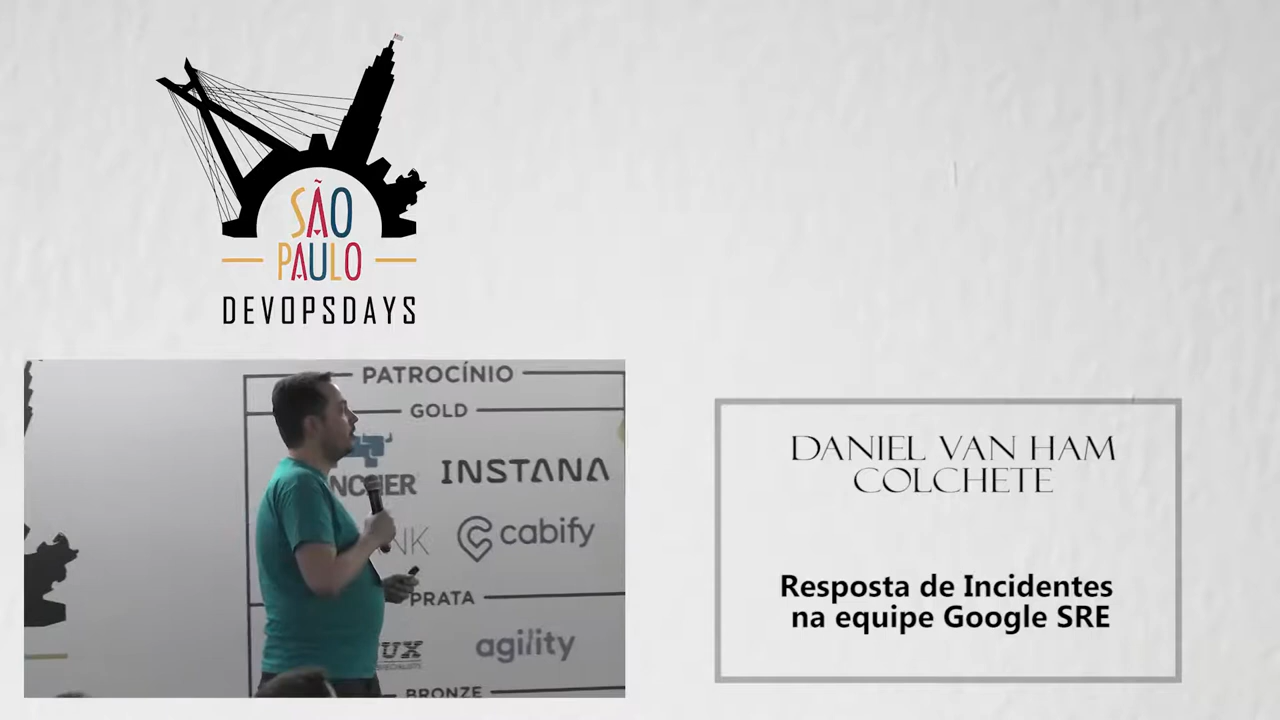 SÃO
PAULO
DEVOPSDAYS
PATROCÍNIO
GOLD
INSTANA
cabify
PRATA
agility
BRONZE
DANIEL VAN HAM
COLCHETE
Resposta de Incidentes
na equipe Google SRE